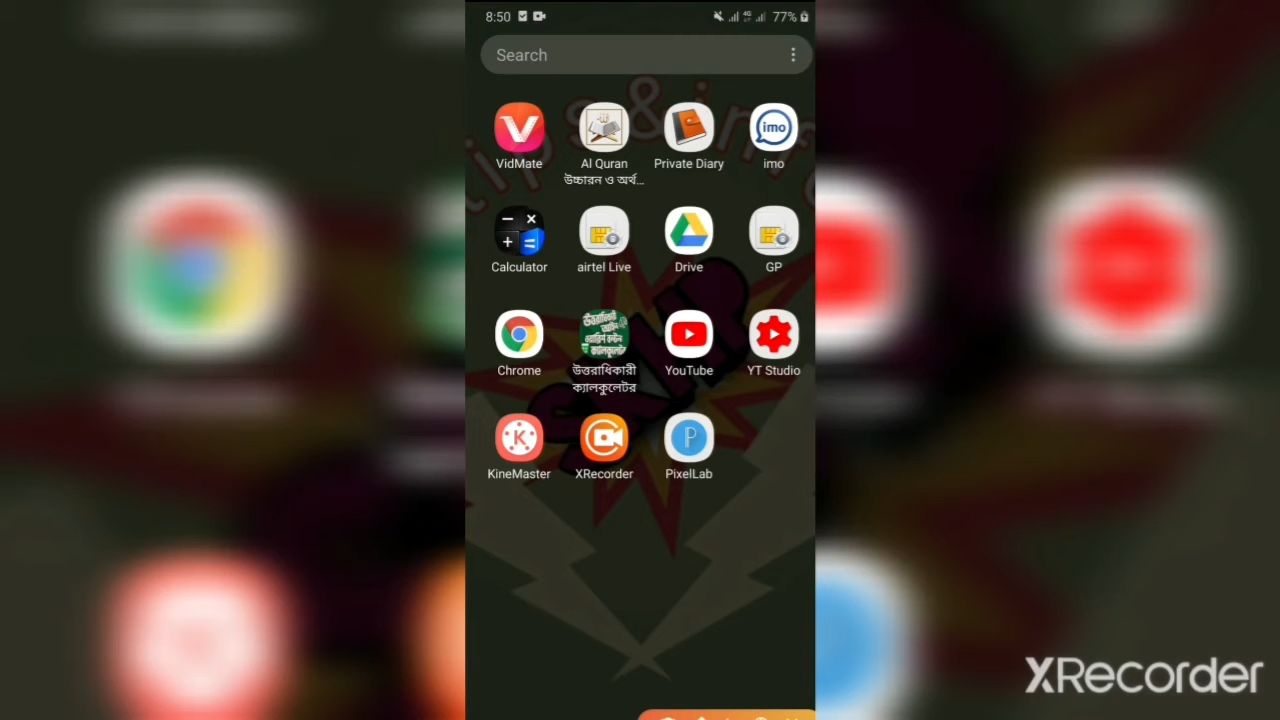 8:50
4G
77%
Search
VidMate
Al Quran
উচ্চারন ও অর্থ...
Private Diary
imo
imo
Calculator
airtel Live
Drive
GP
Chrome
উত্তরাধিকারী
ক্যালকুলেটর
YouTube
YT Studio
KineMaster
XRecorder
PixelLab
XRecorder